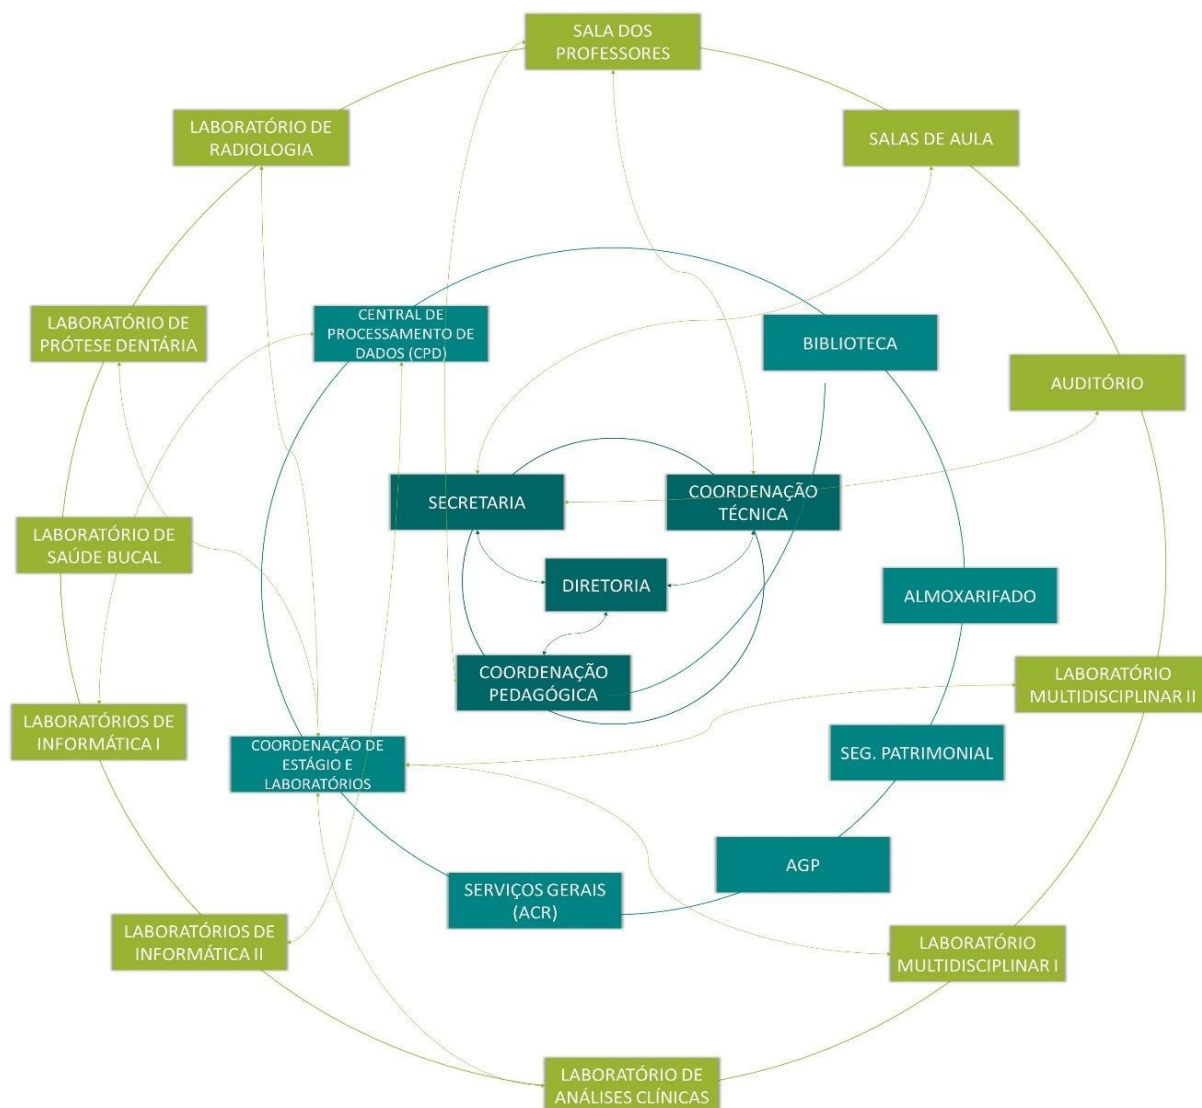 SALA DOS
PROFESSORES
LABORATÓRIO DE
RADIOLOGIA
SALAS DE AULA
LABORATÓRIO DE
PRÓTESE DENTÁRIA
CENTRAL DE
PROCESSAMENTO DE
DADOS (CPD)
BIBLIOTECA
AUDITÓRIO
SECRETARIA
COORDENAÇÃO
TÉCNICA
LABORATÓRIO DE
SAÚDE BUCAL
DIRETORIA
ALMOXARIFADO
COORDENAÇÃO
PEDAGÓGICA
LABORATÓRIO
MULTIDISCIPLINAR II
LABORATÓRIOS DE
INFORMÁTICA I
COORDENAÇÃO DE
ESTÁGIO E
LABORATÓRIOS
SEG. PATRIMONIAL
AGP
SERVIÇOS GERAIS
(ACR)
LABORATÓRIOS DE
INFORMÁTICA II
LABORATÓRIO
MULTIDISCIPLINAR I
LABORATÓRIO DE
ANÁLISES CLÍNICAS